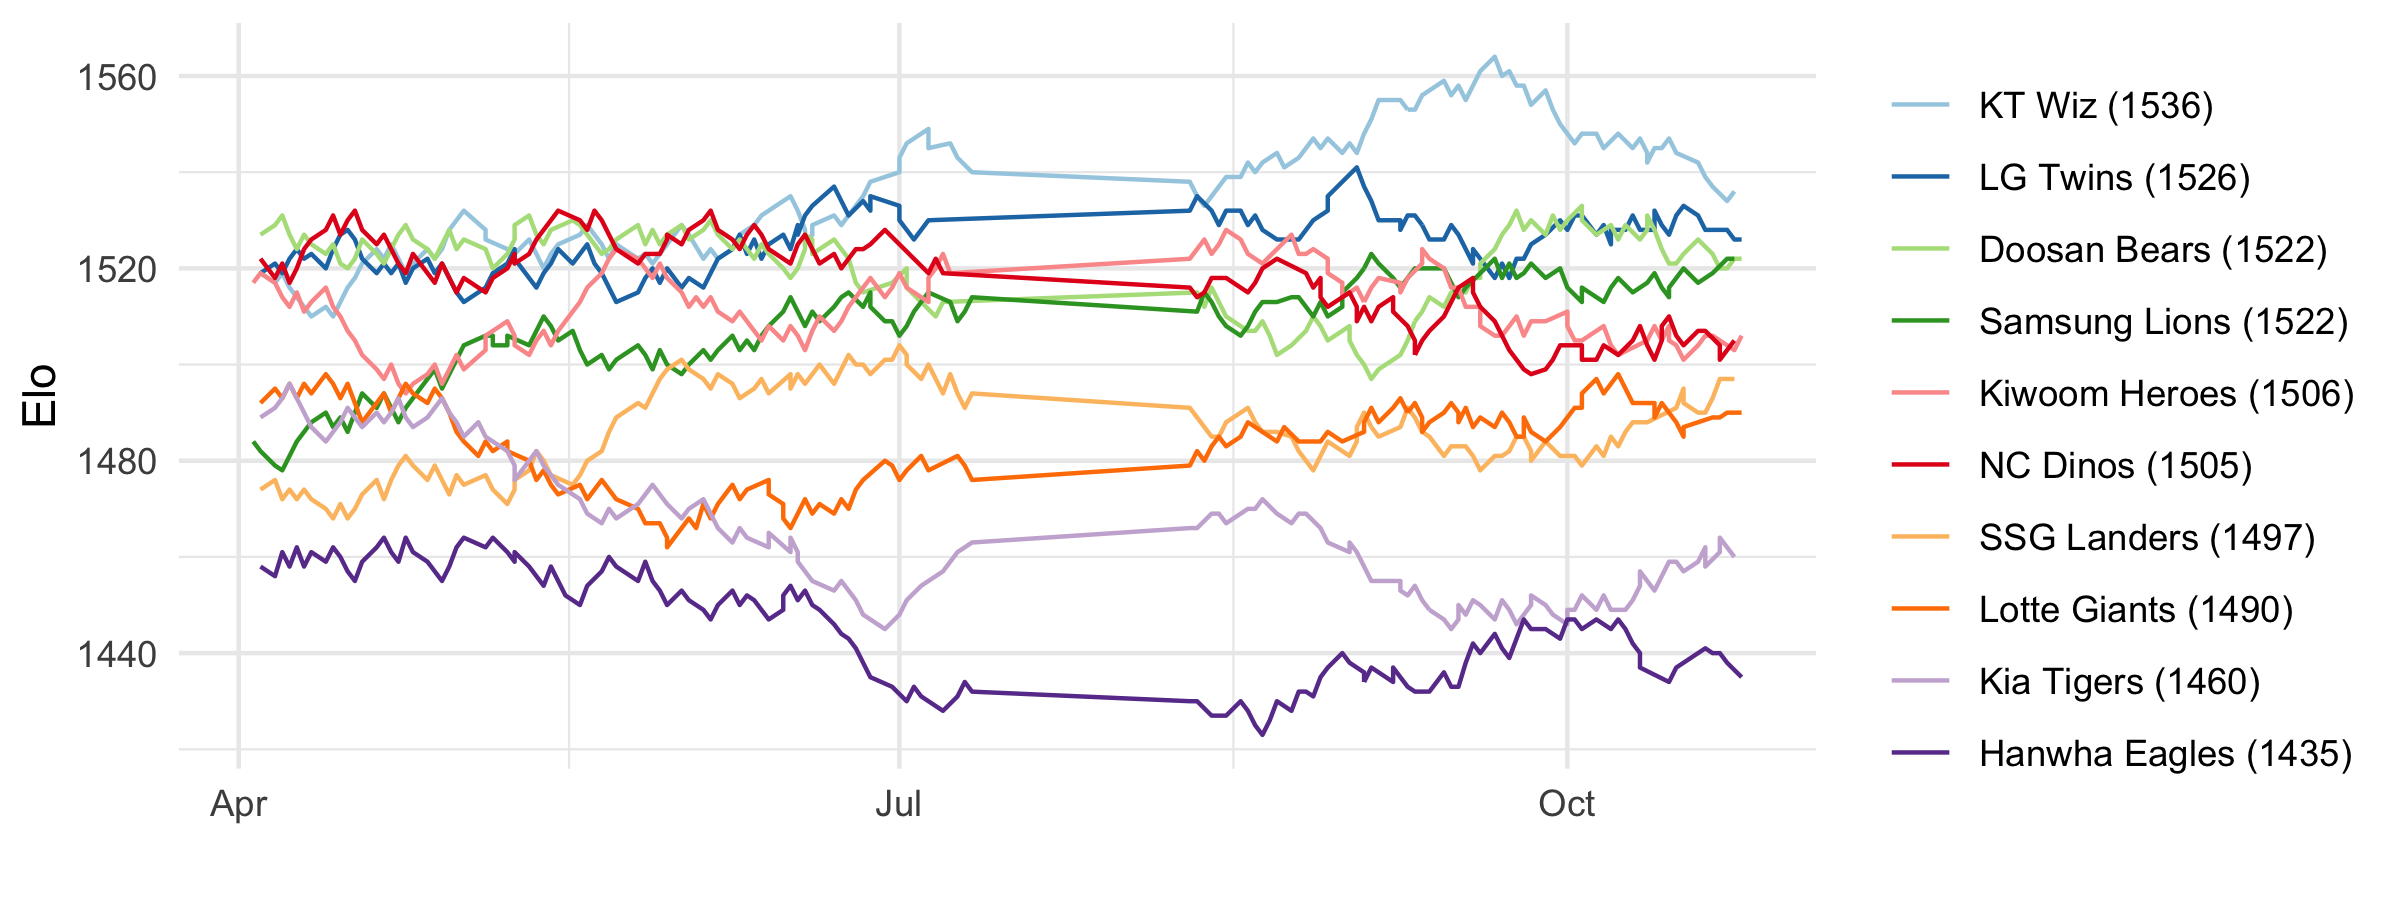 Elo
1560
1520
1480
1440
Apr
Jul
Oct
KT Wiz (1536)
LG Twins (1526)
Doosan Bears (1522)
Samsung Lions (1522)
Kiwoom Heroes (1506)
NC Dinos (1505)
SSG Landers (1497)
Lotte Giants (1490)
Kia Tigers (1460)
Hanwha Eagles (1435)